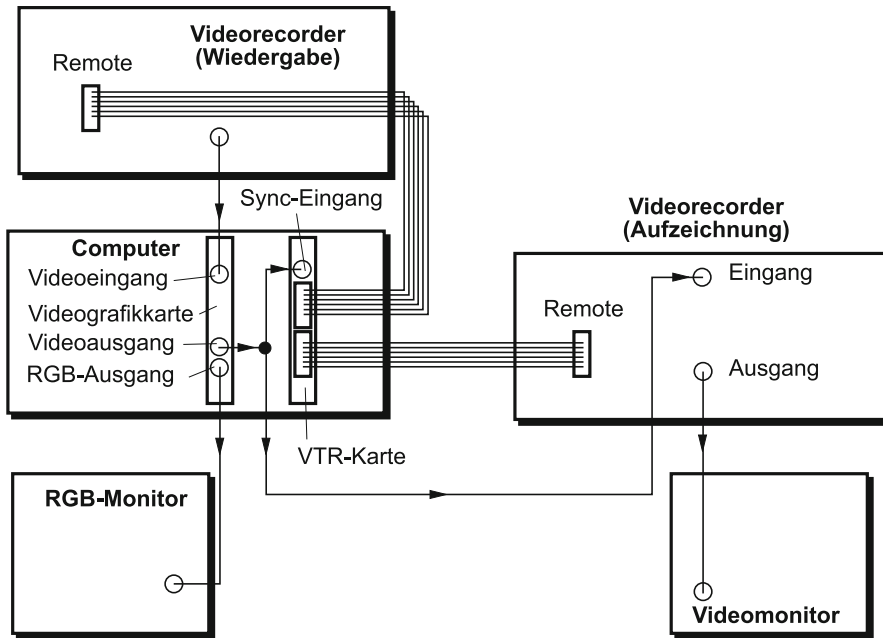 Videorecorder
(Wiedergabe)
Remote
Sync-Eingang
Computer
Videoeingang
Videografikkarte
Videoausgang
RGB-Ausgang
VTR-Karte
Videorecorder
(Aufzeichnung)
Eingang
Remote
Ausgang
RGB-Monitor
Videomonitor